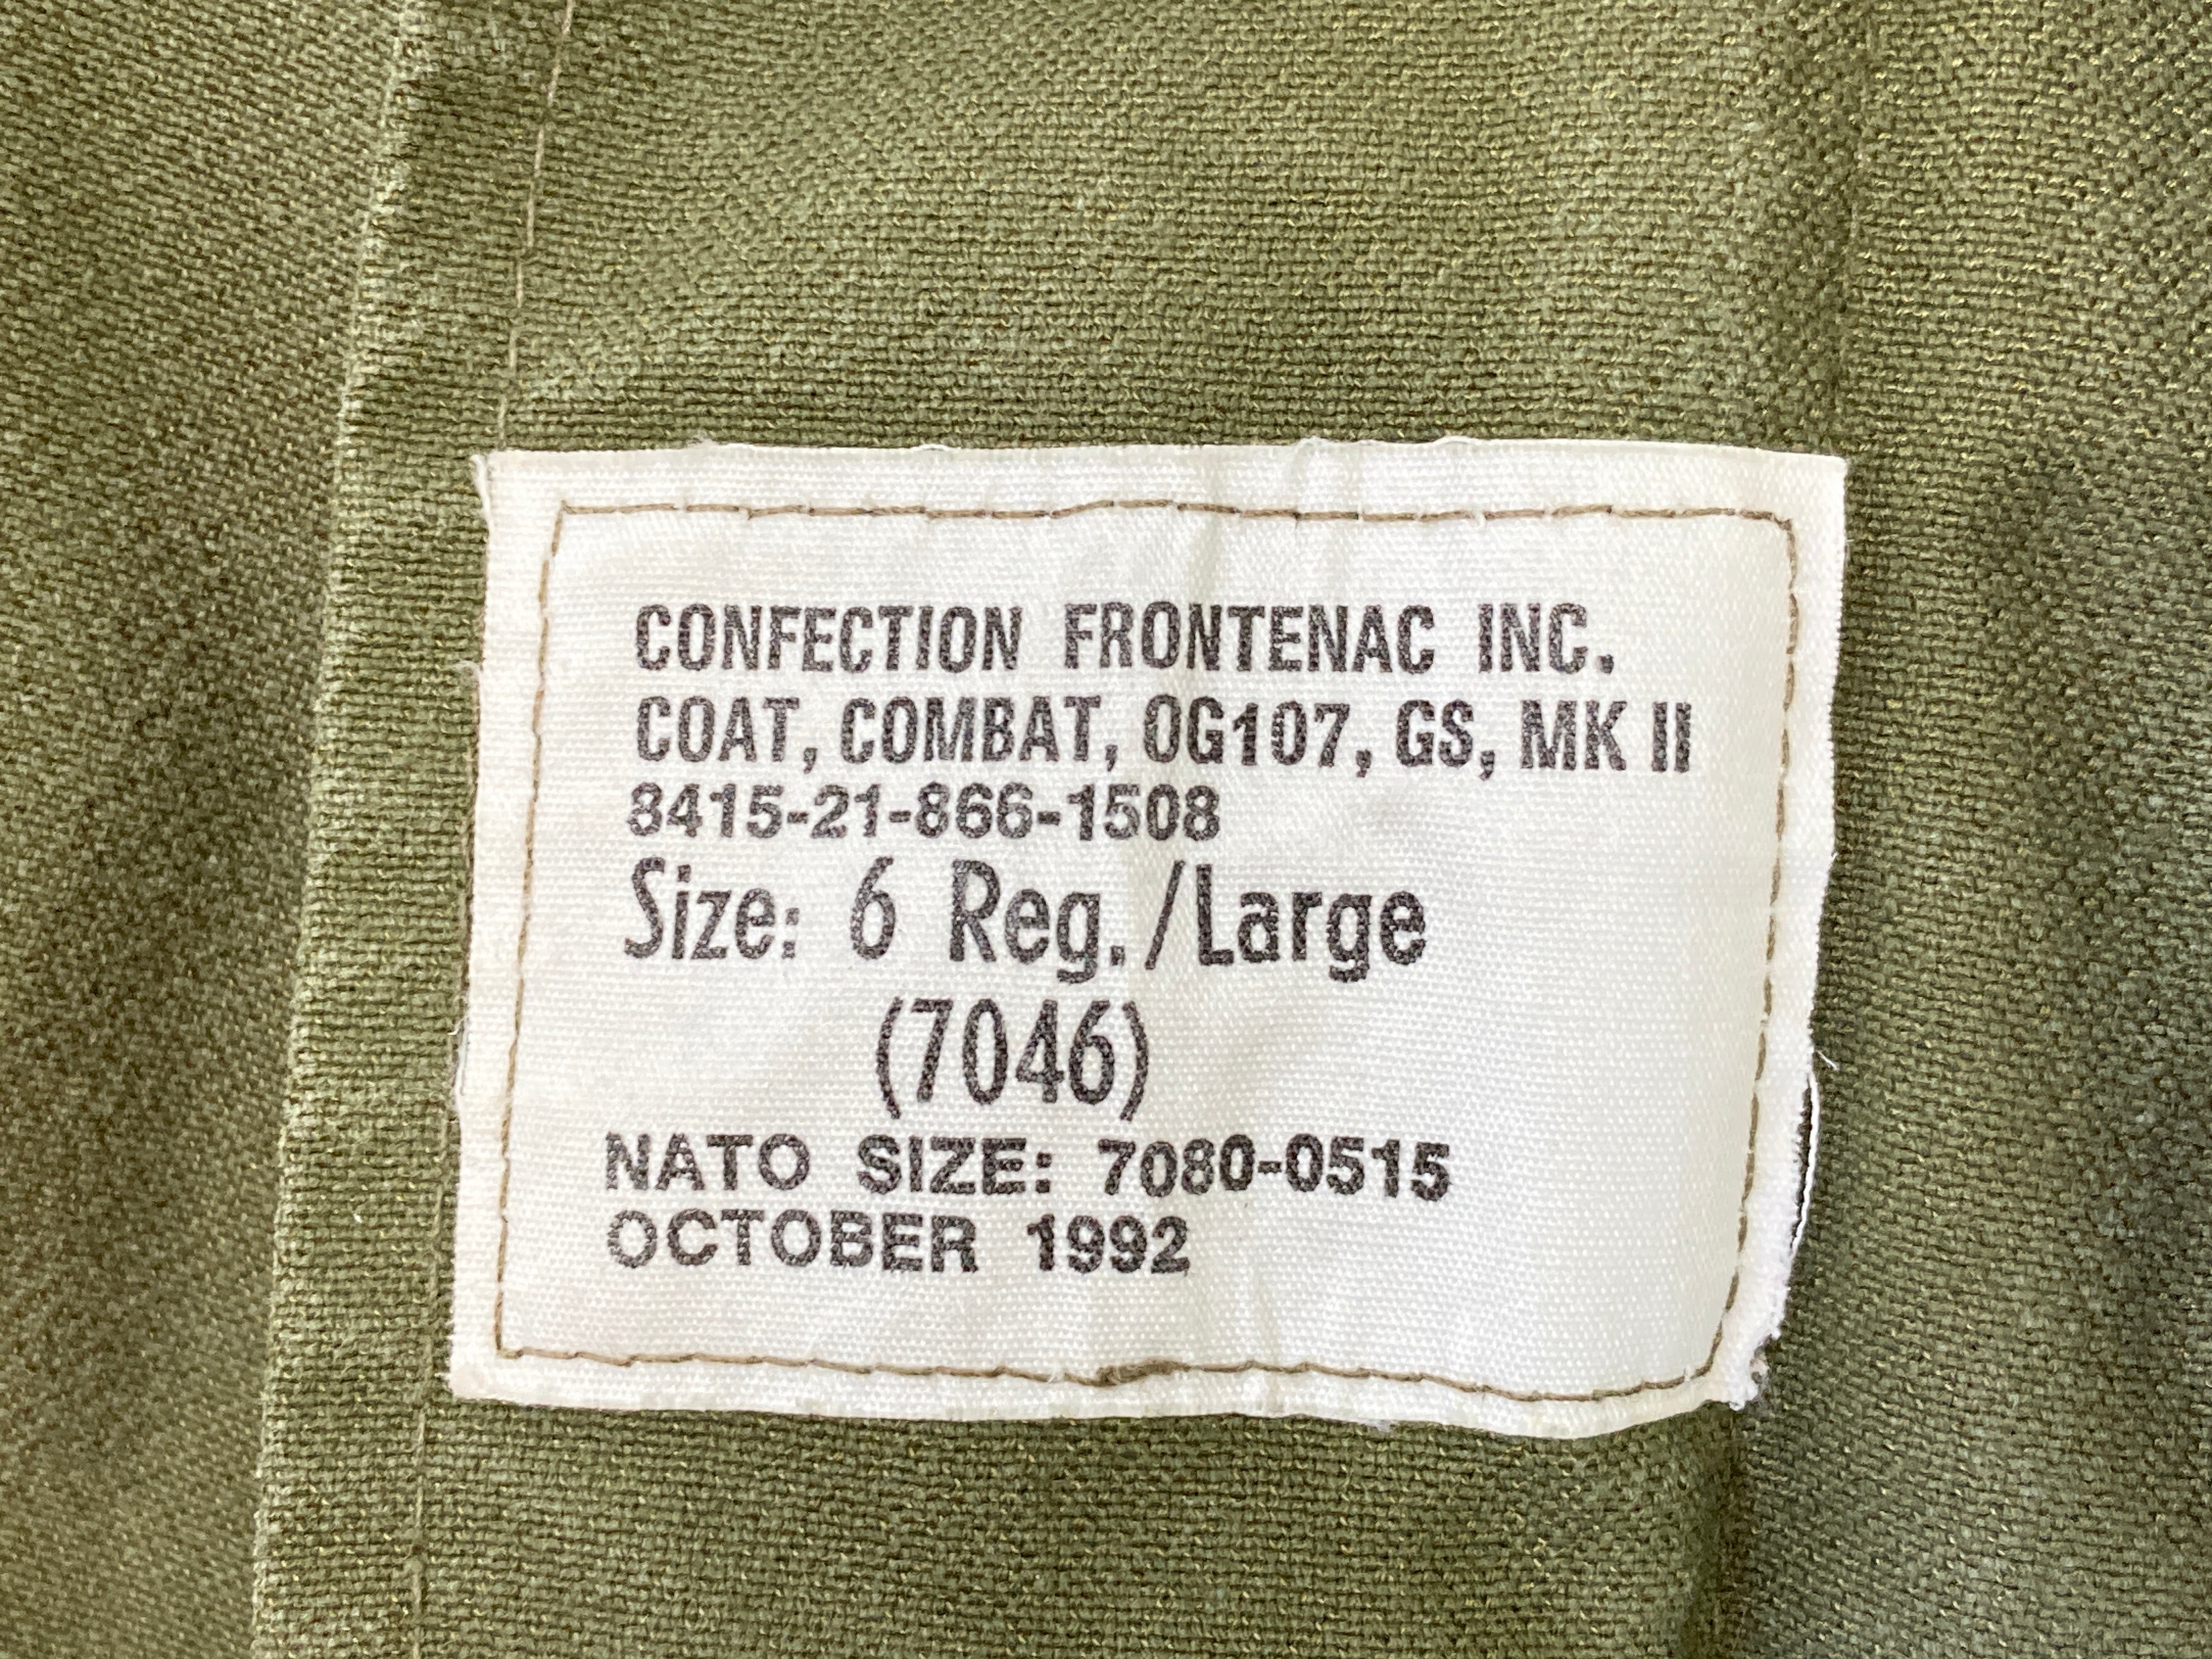 CONFECTION FRONTENAC INC.
COAT, COMBAT, OG107, GS, MK II
8415-21-866-1508
Size: 6 Reg./Large
(7046)
NATO SIZE: 7080-0515
OCTOBER 1992